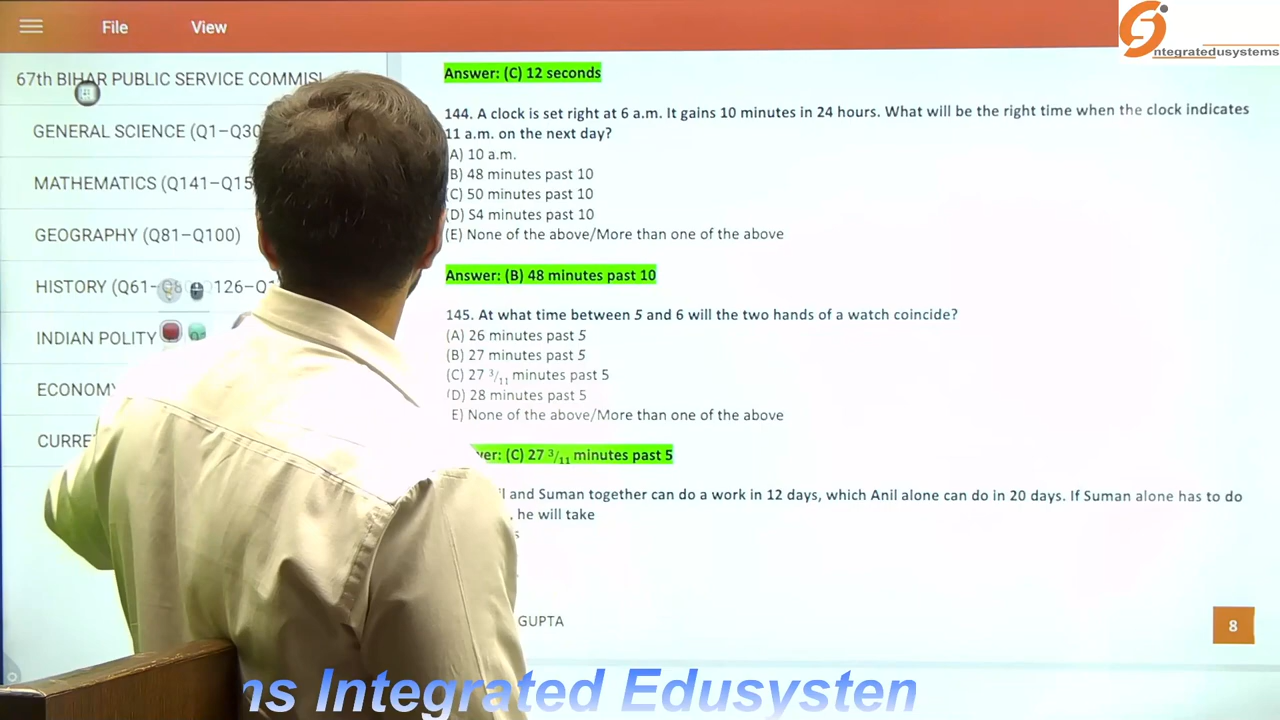 File View
ntegratedusystems
67th BIHAR PUBLIC SERVICE COMMIS
GENERAL SCIENCE (Q1–Q30
MATHEMATICS (Q141–Q15
GEOGRAPHY (Q81–Q100)
HISTORY (Q61– 126–Q1
INDIAN POLITY
ECONOMY
CURRE
Answer: (C) 12 seconds
144. A clock is set right at 6 a.m. It gains 10 minutes in 24 hours. What will be the right time when the clock indicates
11 a.m. on the next day?
A) 10 a.m.
B) 48 minutes past 10
(C) 50 minutes past 10
(D) S4 minutes past 10
(E) None of the above/More than one of the above
Answer: (B) 48 minutes past 10
145. At what time between 5 and 6 will the two hands of a watch coincide?
(A) 26 minutes past 5
(B) 27 minutes past 5
(C) 27 3/11 minutes past 5
(D) 28 minutes past 5
E) None of the above/More than one of the above
wer: (C) 27 3/11 minutes past 5
l and Suman together can do a work in 12 days, which Anil alone can do in 20 days. If Suman alone has to do
, he will take
GUPTA
8
ns Integrated Edusysten